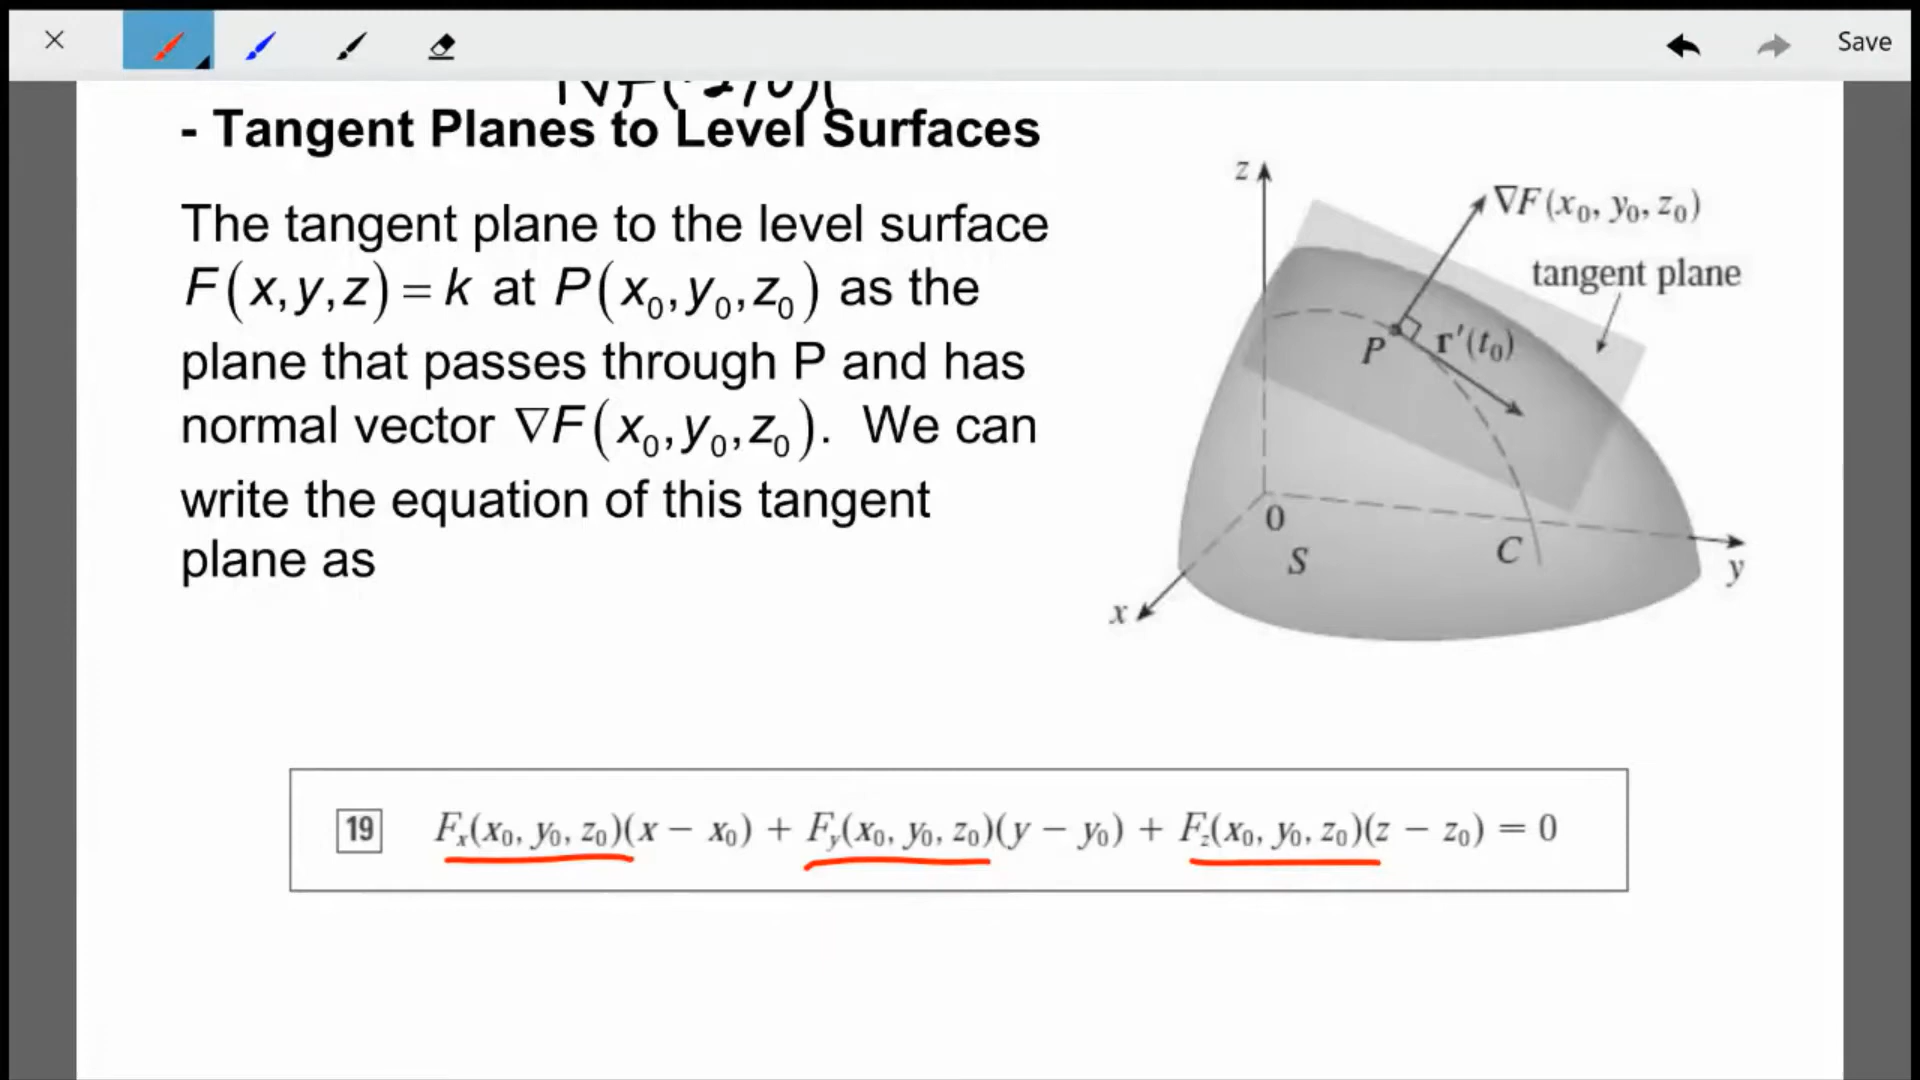 Save
- Tangent Planes to Level Surfaces
The tangent plane to the level surface
F(x,y,z) = k at P(x₀,y₀,z₀) as the
plane that passes through P and has
normal vector ∇F(x₀,y₀,z₀). We can
write the equation of this tangent
plane as
z
∇F(x₀, y₀, z₀)
tangent plane
P
r′(t₀)
0
S
C
x
y
19 Fₓ(x₀, y₀, z₀)(x − x₀) + Fᵧ(x₀, y₀, z₀)(y − y₀) + F_z(x₀, y₀, z₀)(z − z₀) = 0